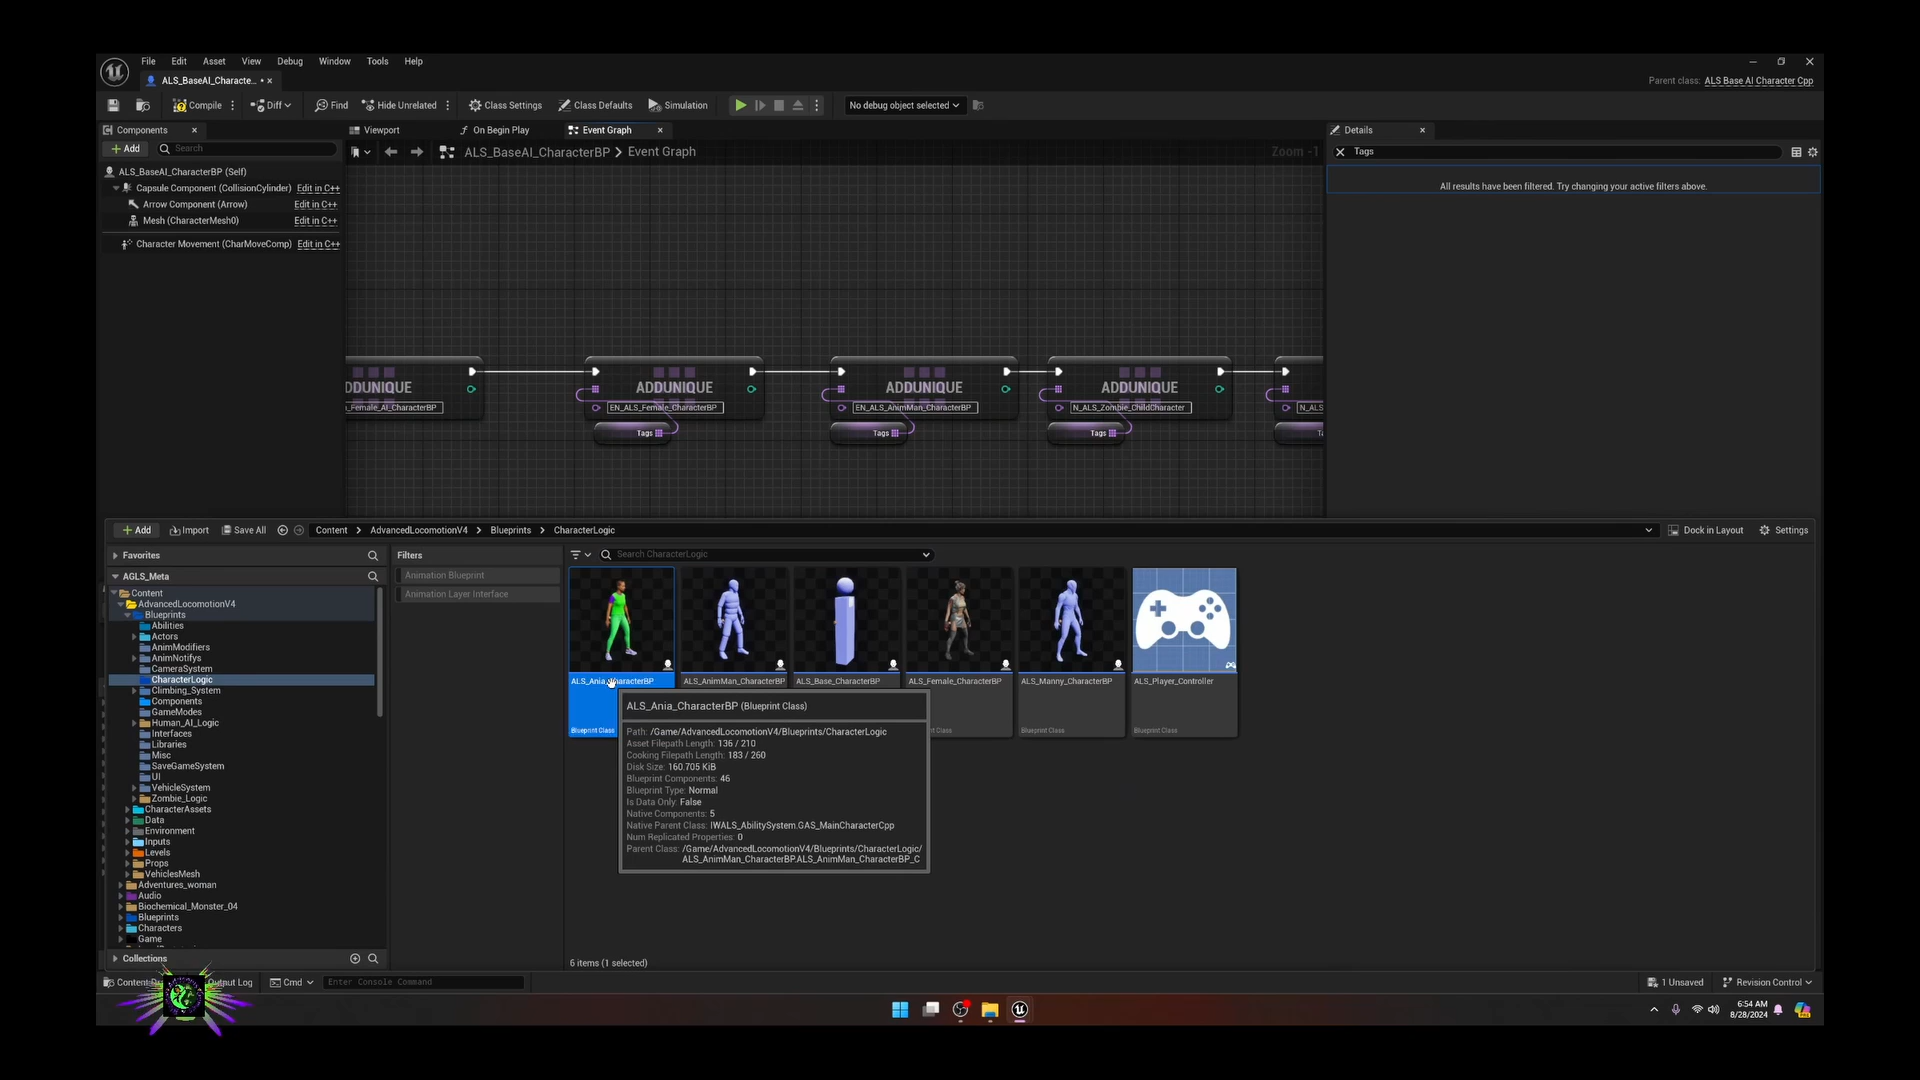 File Edit Asset View Debug Window Tools Help
ALS_BaseAI_Characte...
Parent class: ALS Base AI Character Cpp
Compile Diff Find Hide Unrelated Class Settings Class Defaults Simulation No debug object selected
Components Viewport On Begin Play Event Graph Details
Add Search ALS_BaseAI_CharacterBP > Event Graph Zoom -1 Tags
ALS_BaseAI_CharacterBP (Self)
Capsule Component (CollisionCylinder) Edit in C++
Arrow Component (Arrow) Edit in C++
Mesh (CharacterMesh0) Edit in C++
Character Movement (CharMoveComp) Edit in C++
All results have been filtered. Try changing your active filters above.
DDUNIQUE ADDUNIQUE ADDUNIQUE ADDUNIQUE
_Female_AI_CharacterBP EN_ALS_Female_CharacterBP EN_ALS_AnimMan_CharacterBP N_ALS_Zombie_ChildCharacter N_ALS
Tags Tags Tags
Add Import Save All Content > AdvancedLocomotionV4 > Blueprints > CharacterLogic Dock in Layout Settings
Favorites Filters Search CharacterLogic
AGLS_Meta
Animation Blueprint
Animation Layer Interface
Content
AdvancedLocomotionV4
Blueprints
Abilities
Actors
AnimModifiers
AnimNotifys
CameraSystem
CharacterLogic
Climbing_System
Components
GameModes
Human_AI_Logic
Interfaces
Libraries
Misc
SaveGameSystem
UI
VehicleSystem
Zombie_Logic
CharacterAssets
Data
Environment
Inputs
Levels
Props
VehiclesMesh
Adventures_woman
Audio
Biochemical_Monster_04
Blueprints
Characters
Game
Collections
ALS_Ania_CharacterBP ALS_AnimMan_CharacterBP ALS_Base_CharacterBP ALS_Female_CharacterBP ALS_Manny_CharacterBP ALS_Player_Controller
Blueprint Class Blueprint Class Blueprint Class
ALS_Ania_CharacterBP (Blueprint Class)
Path: /Game/AdvancedLocomotionV4/Blueprints/CharacterLogic
Asset Filepath Length: 136 / 210
Cooking Filepath Length: 183 / 260
Disk Size: 160.705 KiB
Blueprint Components: 46
Blueprint Type: Normal
Is Data Only: False
Native Components: 5
Native Parent Class: IWALS_AbilitySystem.GAS_MainCharacterCpp
Num Replicated Properties: 0
Parent Class: /Game/AdvancedLocomotionV4/Blueprints/CharacterLogic/
ALS_AnimMan_CharacterBP.ALS_AnimMan_CharacterBP_C
6 items (1 selected)
Content Dr utput Log Cmd Enter Console Command 1 Unsaved Revision Control
6:54 AM
8/28/2024